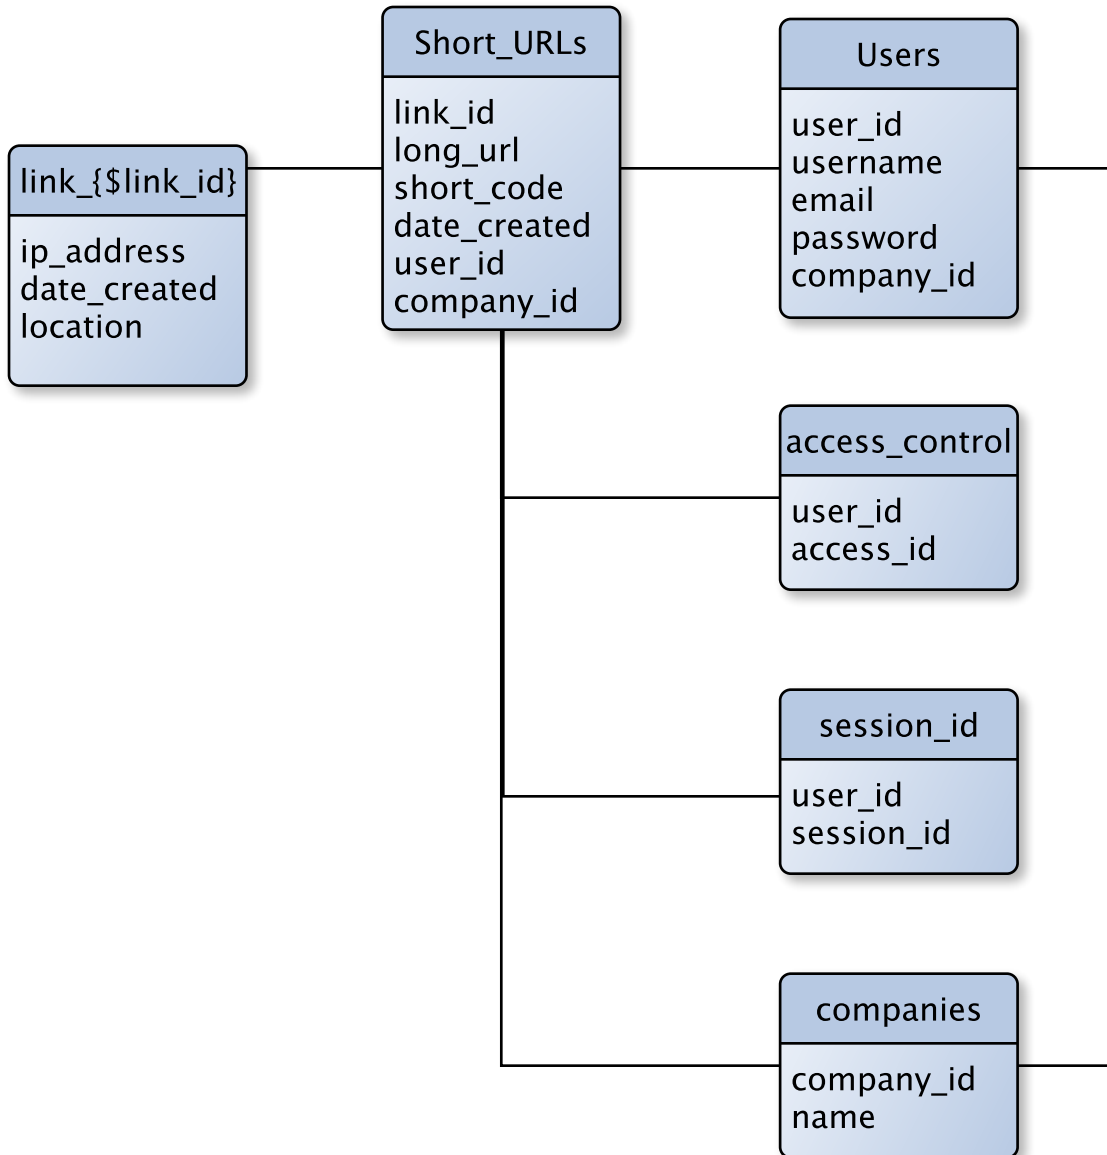 Short_URLs
link_id
long_url
short_code
date_created
user_id
company_id
Users
user_id
username
email
password
company_id
link_{$link_id}
ip_address
date_created
location
access_control
user_id
access_id
session_id
user_id
session_id
companies
company_id
name